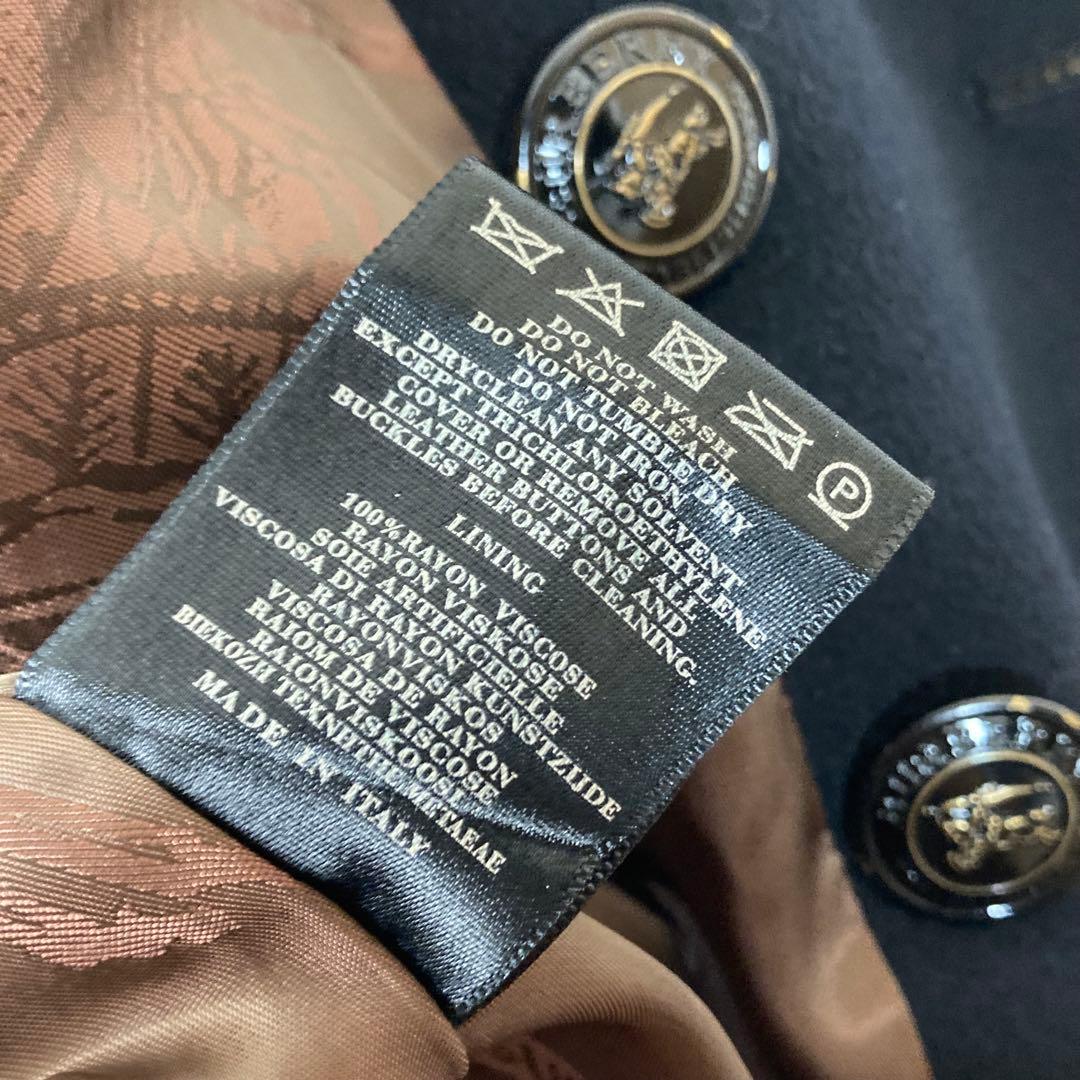 BERRY
P
DO NOT WASH
DO NOT BLEACH
DO NOT TUMBLE DRY
DO NOT IRON
DRYCLEAN ANY SOLVENT
EXCEPT TRICHLOROETHYLENE
COVER OR REMOVE ALL
LEATHER BUTTONS AND
BUCKLES BEFORE CLEANING.
LINING
100% RAYON VISCOSE
RAYON VISKOSE
SOIE ARTIFICIELLE
VISCOSA DI RAYON KUNSTZIJDE
RAYONVISKOS
VISCOSA DE RAYON
RAIOM DE VISCOSE
RAIONVISKOOSE
MADE IN ITALY